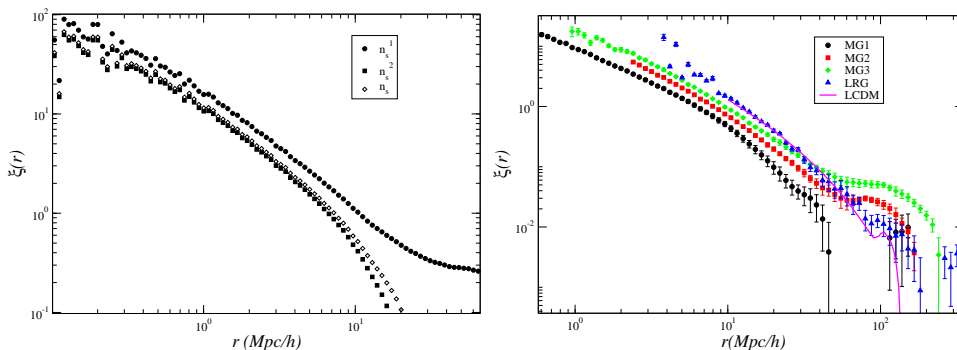 10²
10¹
10⁰
10⁻¹
ξ(r)
10⁰
10¹
r (Mpc/h)
n_s^1
n_s^2
n_s
10⁰
10⁻²
ξ(r)
10⁰
10¹
10²
r(Mpc/h)
MG1
MG2
MG3
LRG
LCDM